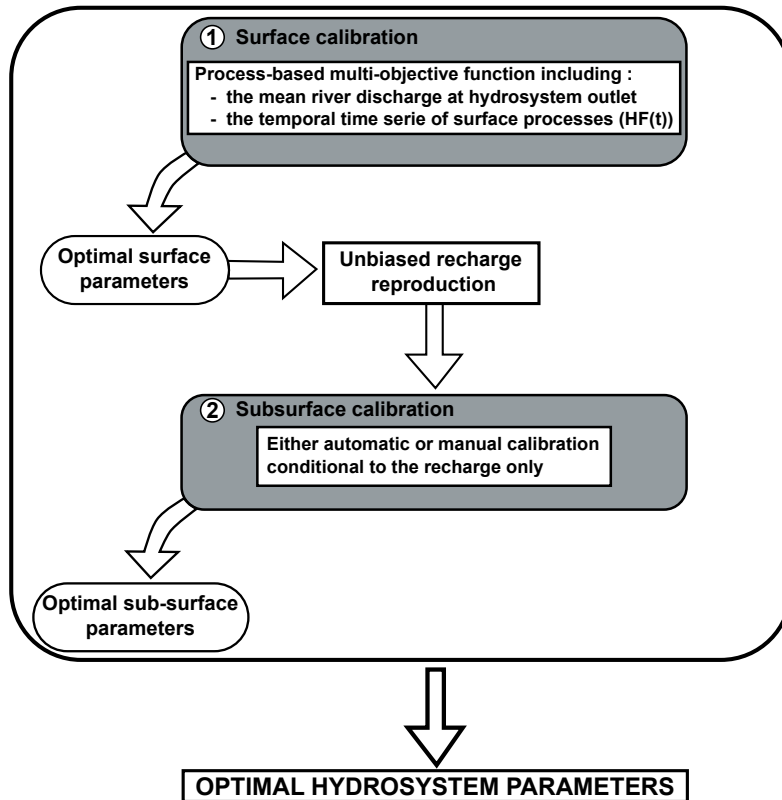 1 Surface calibration
Process-based multi-objective function including :
- the mean river discharge at hydrosystem outlet
- the temporal time serie of surface processes (HF(t))
Optimal surface
parameters
Unbiased recharge
reproduction
2 Subsurface calibration
Either automatic or manual calibration
conditional to the recharge only
Optimal sub-surface
parameters
OPTIMAL HYDROSYSTEM PARAMETERS